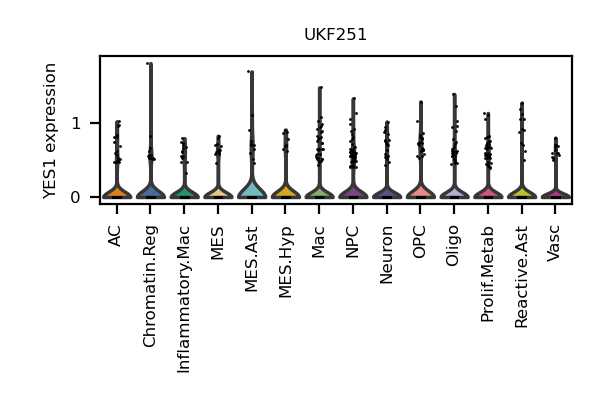 UKF251
YES1 expression
1
0
AC
Chromatin.Reg
Inflammatory.Mac
MES
MES.Ast
MES.Hyp
Mac
NPC
Neuron
OPC
Oligo
Prolif.Metab
Reactive.Ast
Vasc